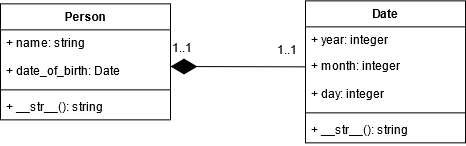 Person
+ name: string
+ date_of_birth: Date
+ __str__(): string
1..1
1..1
Date
+ year: integer
+ month: integer
+ day: integer
+ __str__(): string